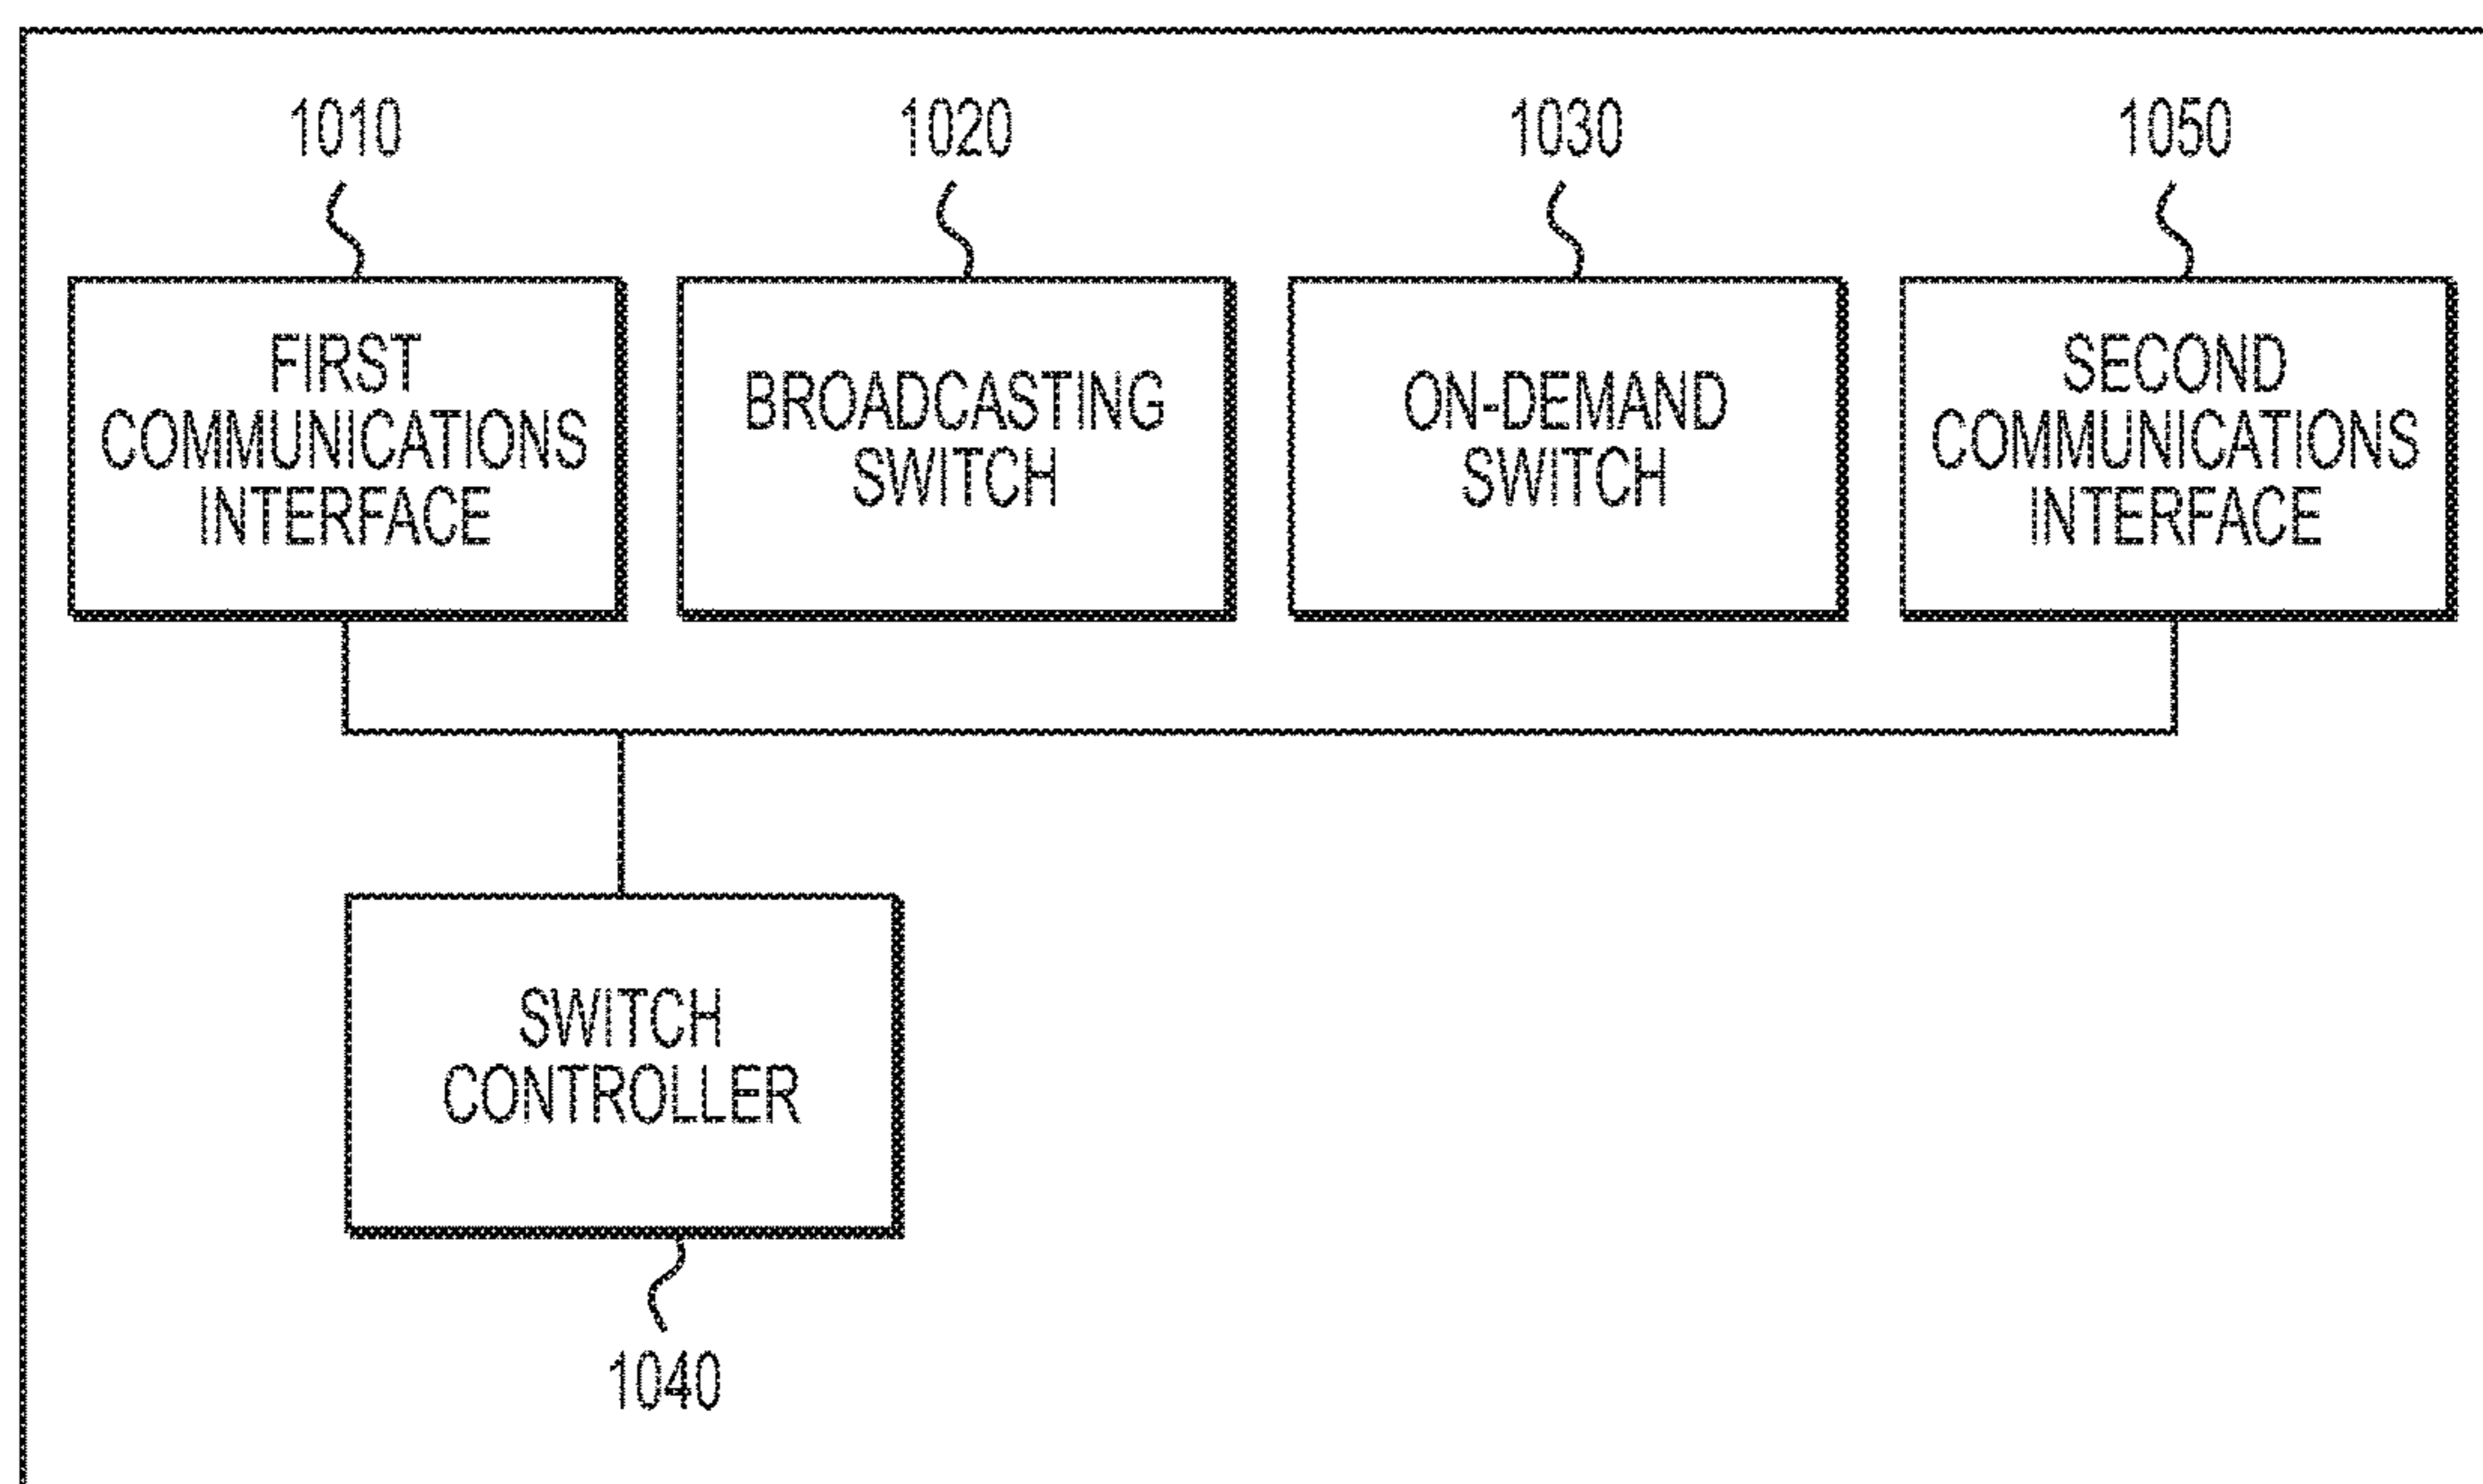 1010
1020
1030
1050
FIRST
COMMUNICATIONS
INTERFACE
BROADCASTING
SWITCH
ON-DEMAND
SWITCH
SECOND
COMMUNICATIONS
INTERFACE
SWITCH
CONTROLLER
1040